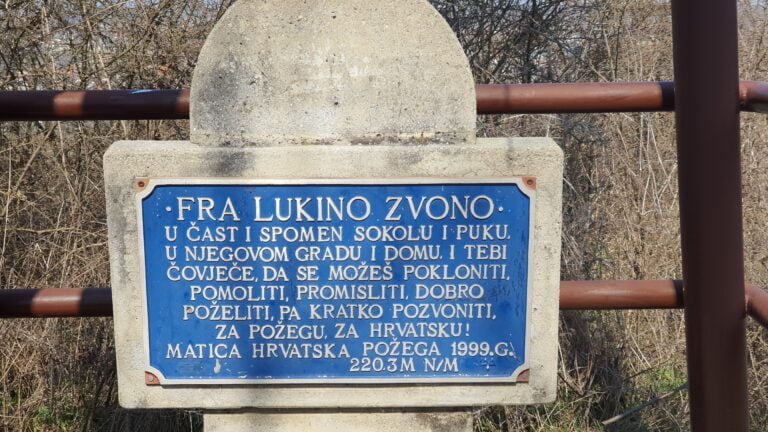 ·FRA LUKINO ZVONO·
U ČAST I SPOMEN SOKOLU I PUKU.
U NJEGOVOM GRADU, I DOMU. I TEBI
ČOVJEČE, DA SE MOŽEŠ POKLONITI,
POMOLITI, PROMISLITI, DOBRO
POŽELITI, PA KRATKO POZVONITI,
ZA POŽEGU, ZA HRVATSKU!
MATICA HRVATSKA POŽEGA 1999.G.
220.3M N/M